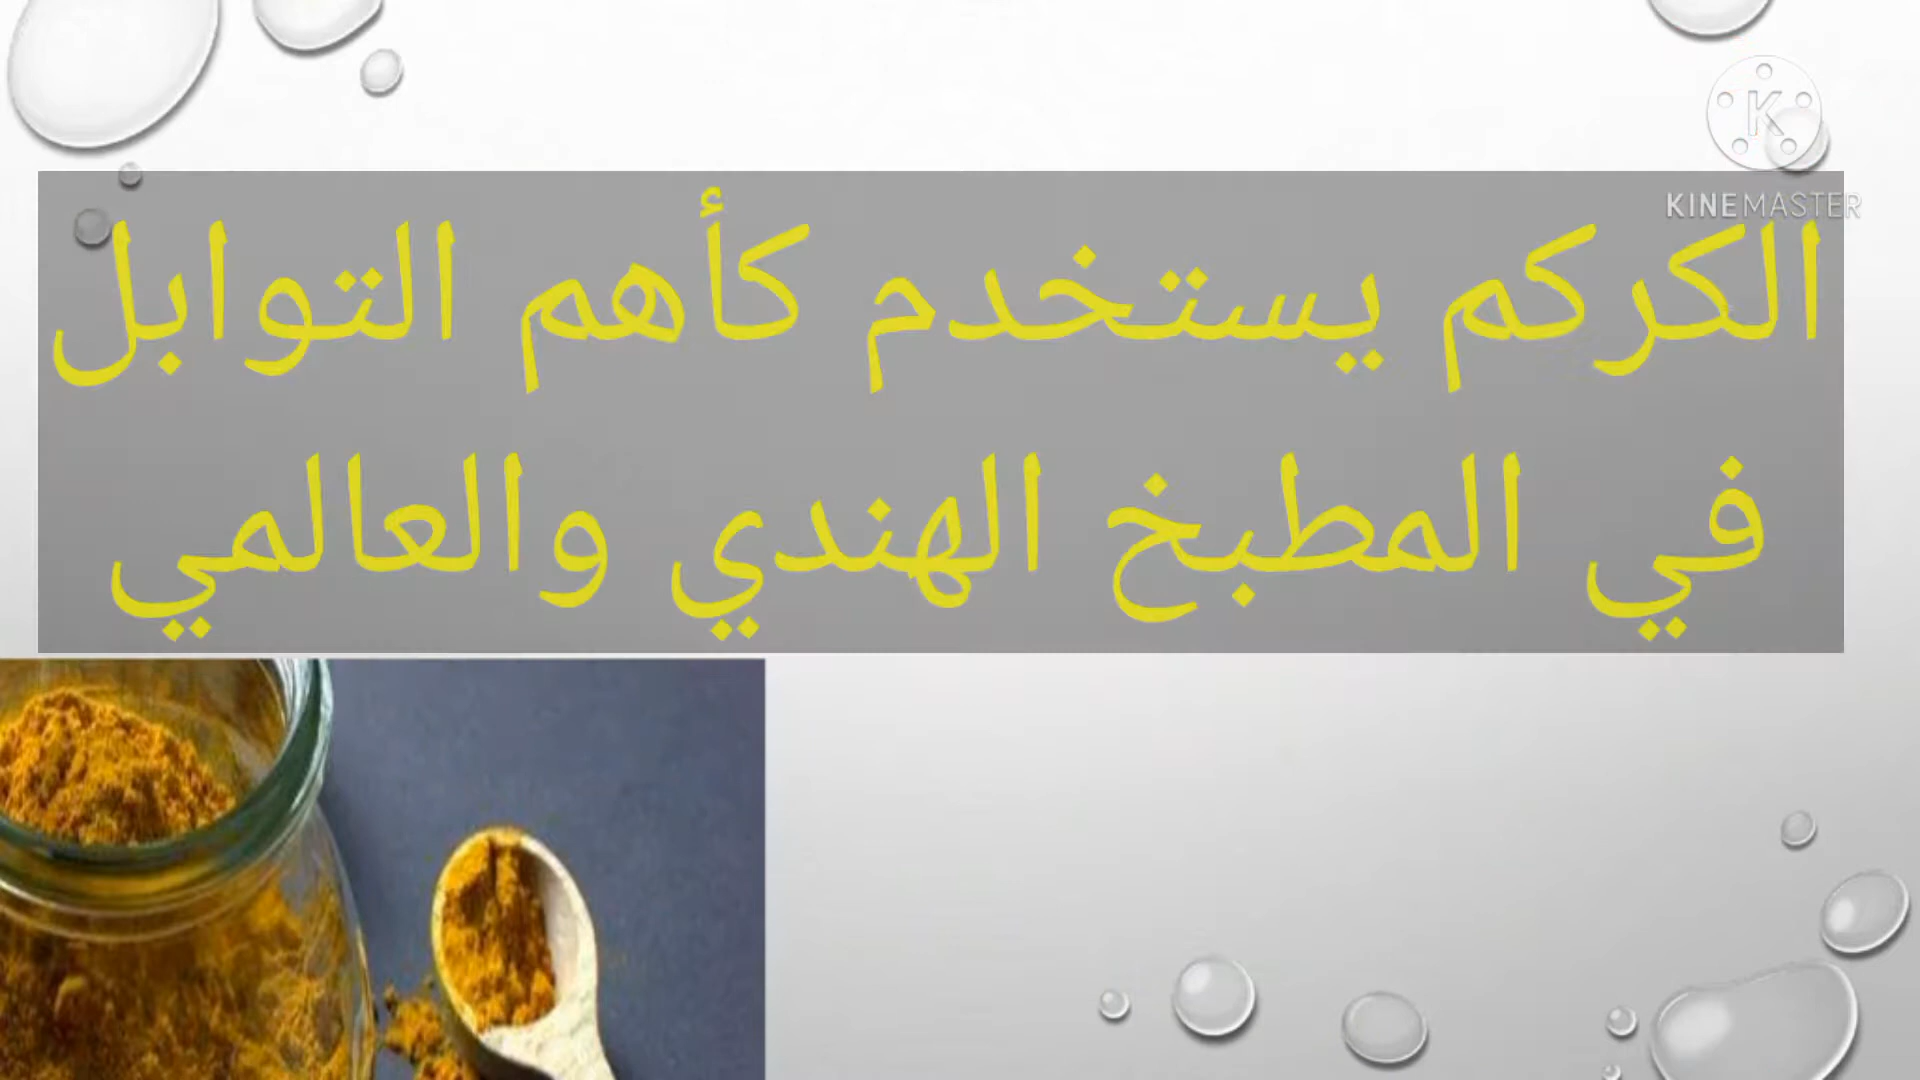 K
KINEMASTER
الكركم يستخدم كأهم التوابل
في المطبخ الهندي والعالمي